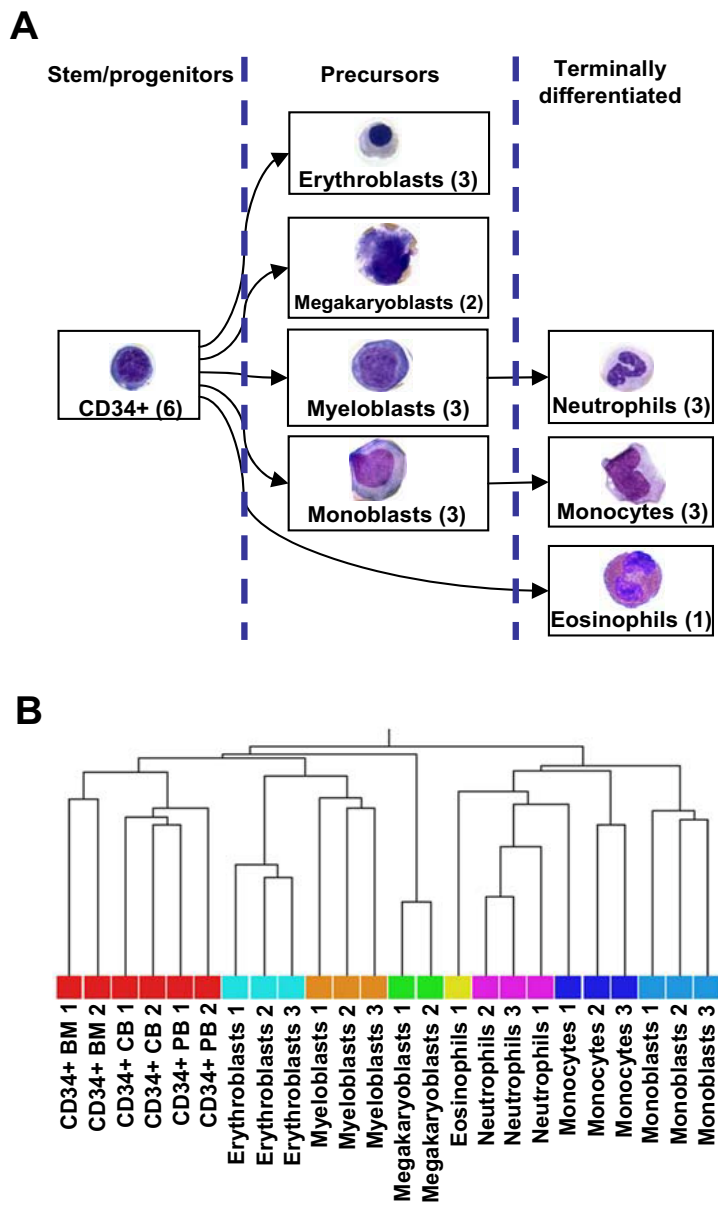 A
Stem/progenitors
Precursors
Terminally
differentiated
Erythroblasts (3)
Megakaryoblasts (2)
CD34+ (6)
Myeloblasts (3)
Neutrophils (3)
Monoblasts (3)
Monocytes (3)
Eosinophils (1)
B
CD34+ BM 1
CD34+ BM 2
CD34+ CB 1
CD34+ CB 2
CD34+ PB 1
CD34+ PB 2
Erythroblasts 1
Erythroblasts 2
Erythroblasts 3
Myeloblasts 1
Myeloblasts 2
Myeloblasts 3
Megakaryoblasts 1
Megakaryoblasts 2
Eosinophils 1
Neutrophils 2
Neutrophils 3
Neutrophils 1
Monocytes 1
Monocytes 2
Monocytes 3
Monoblasts 1
Monoblasts 2
Monoblasts 3